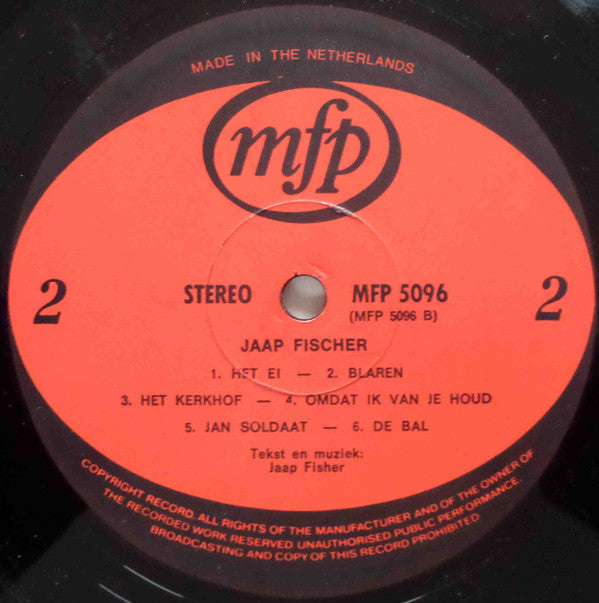 MADE IN THE NETHERLANDS
mfp
2
STEREO
MFP 5096
2
(MFP 5096 B)
JAAP FISCHER
1. HET EI — 2. BLAREN
3. HET KERKHOF — 4. OMDAT IK VAN JE HOUD
5. JAN SOLDAAT — 6. DE BAL
Tekst en muziek:
Jaap Fisher
COPYRIGHT RECORD. ALL RIGHTS OF THE MANUFACTURER AND OF THE OWNER OF
THE RECORDED WORK RESERVED UNAUTHORISED PUBLIC PERFORMANCE.
BROADCASTING AND COPY OF THIS RECORD PROHIBITED